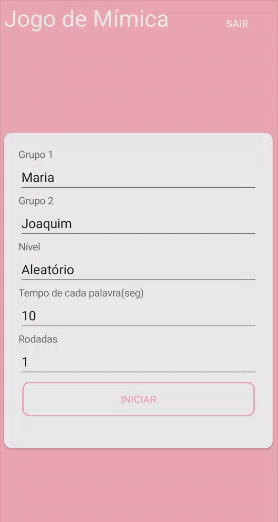 Jogo de Mímica
SAIR
Grupo 1
Maria
Grupo 2
Joaquim
Nível
Aleatório
Tempo de cada palavra(seg)
10
Rodadas
1
INICIAR